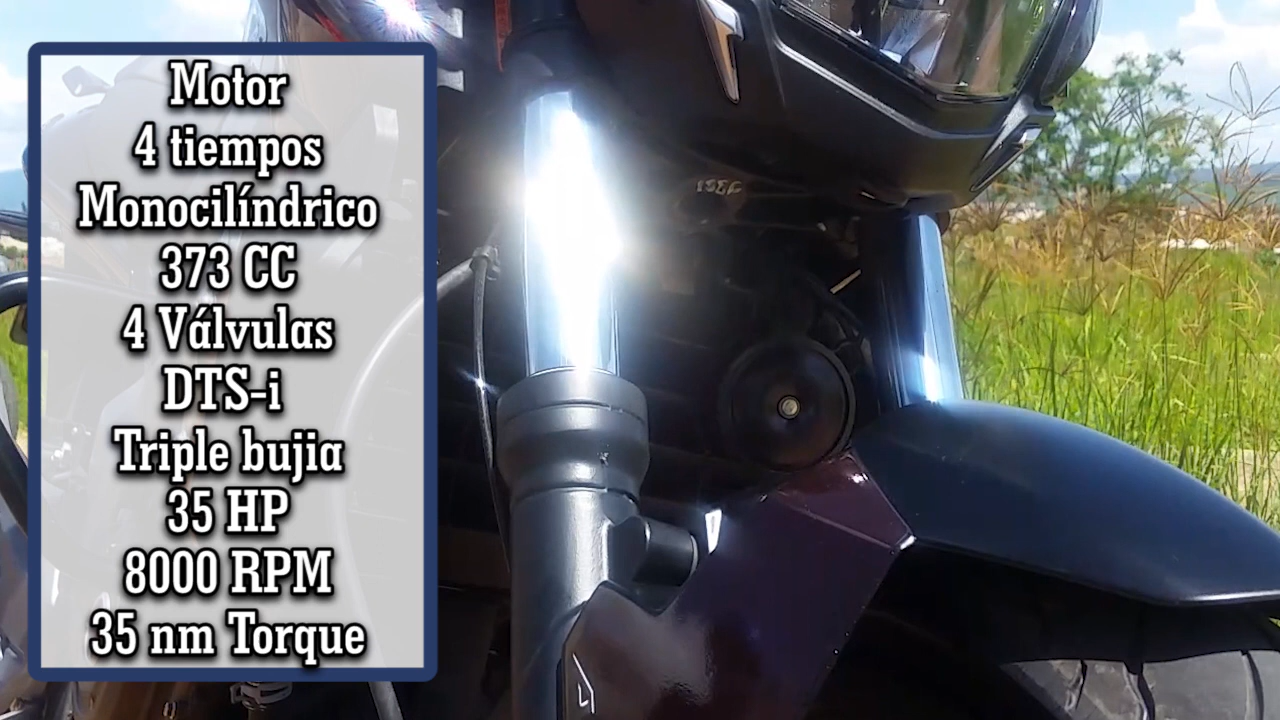 Motor
4 tiempos
Monocilíndrico
373 CC
4 Válvulas
DTS-i
Triple bujia
35 HP
8000 RPM
35 nm Torque